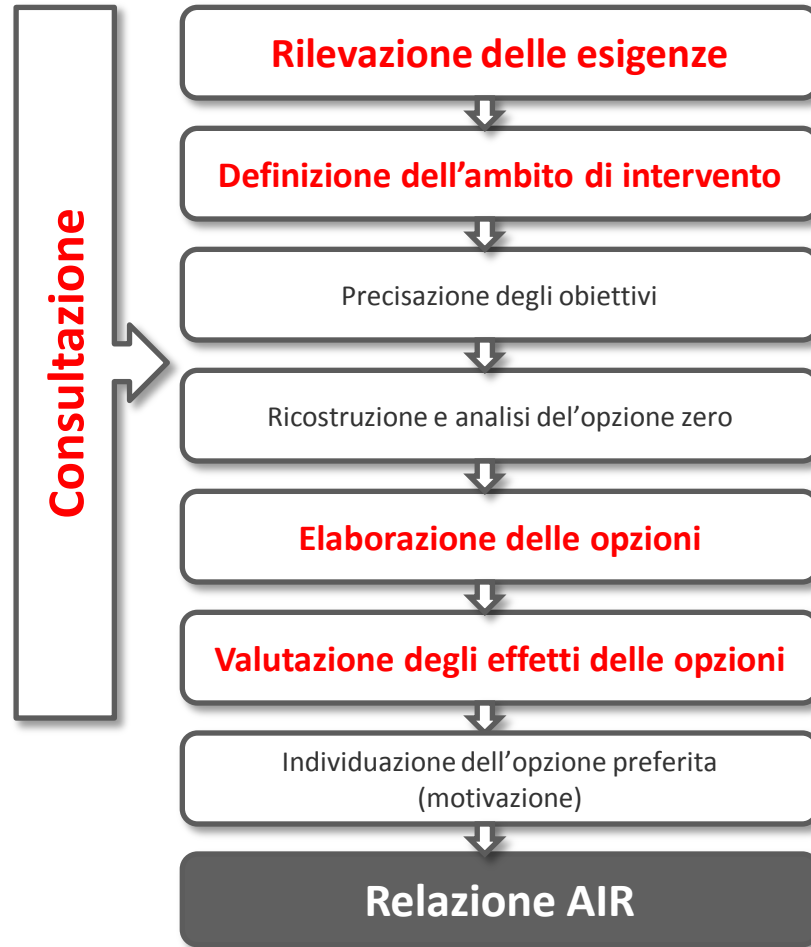 Consultazione
Rilevazione delle esigenze
Definizione dell’ambito di intervento
Precisazione degli obiettivi
Ricostruzione e analisi del’opzione zero
Elaborazione delle opzioni
Valutazione degli effetti delle opzioni
Individuazione dell’opzione preferita
(motivazione)
Relazione AIR